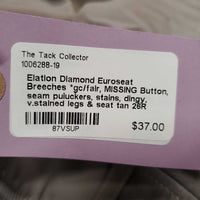 The Tack Collector
1006288-19
Elation Diamond Euroseat
Breeches *gc/fair, MISSING Button,
seam puluckers, stains, dingy,
v.stained legs & seat tan 26R
$37.00
87VSUP